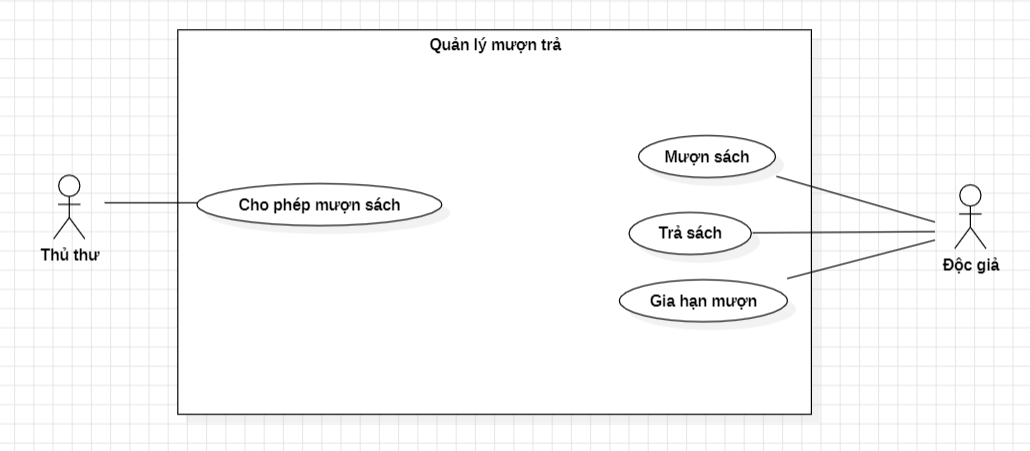 Quản lý mượn trả
Mượn sách
Cho phép mượn sách
Trả sách
Thủ thư
Độc giả
Gia hạn mượn